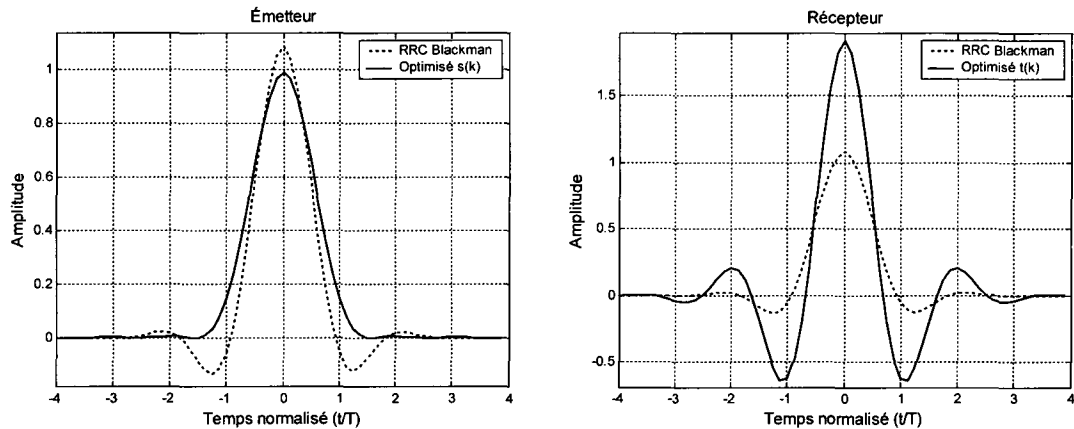 Émetteur
RRC Blackman
Optimisé s(k)
1
0.8
0.6
0.4
0.2
0
Amplitude
-4 -3 -2 -1 0 1 2 3 4
Temps normalisé (t/T)
Récepteur
RRC Blackman
Optimisé t(k)
1.5
1
0.5
0
-0.5
Amplitude
-4 -3 -2 -1 0 1 2 3 4
Temps normalisé (t/T)